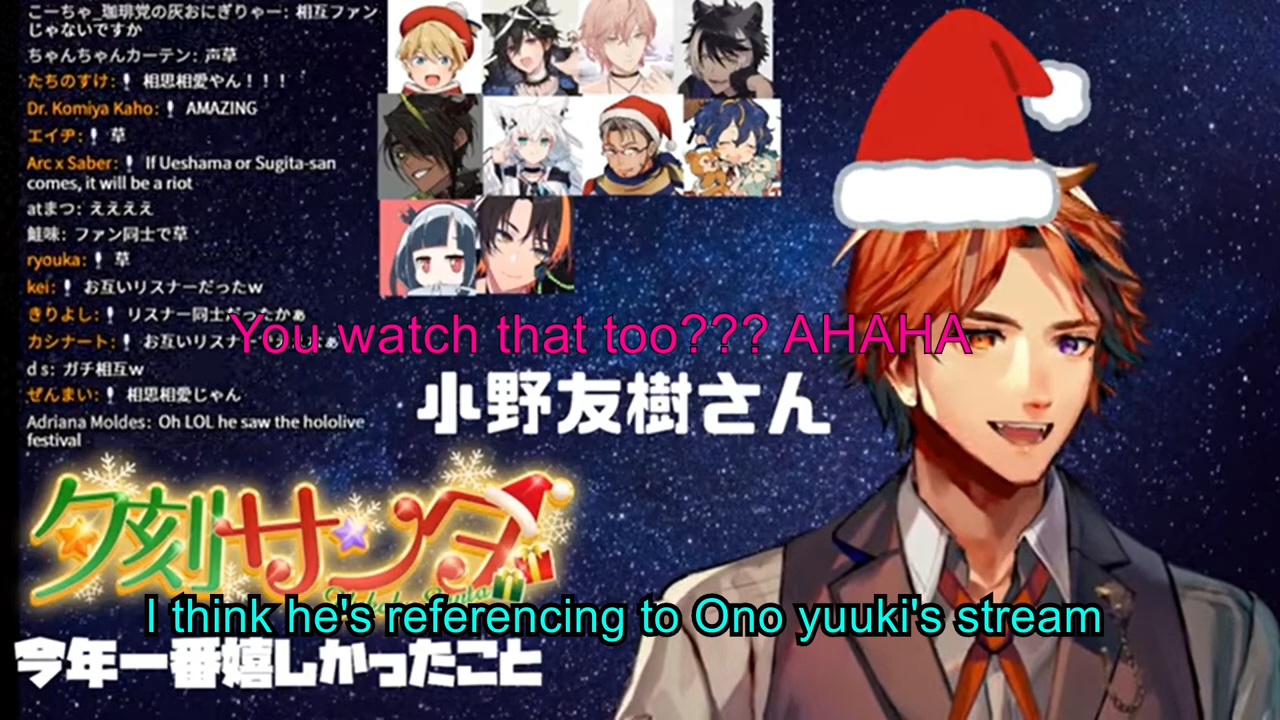 こーちゃ_珈琲党の灰おにぎりゃー: 相互ファン
じゃないですか
ちゃんちゃんカーテン: 声草
たちのすけ: 相思相愛やん！！！
Dr. Komiya Kaho: AMAZING
エイヂ: 草
Arc x Saber: If Ueshama or Sugita-san
comes, it will be a riot
atまつ: ええええ
鮭味: ファン同士で草
ryouka: 草
kei: お互いリスナーだったw
きりよし: リスナー同士だったかぁ
カシナート: お互いリスナー
d s: ガチ相互w
ぜんまい: 相思相愛じゃん
Adriana Moldes: Oh LOL he saw the hololive
festival
You watch that too??? AHAHA
小野友樹さん
夕刻サンタ
I think he's referencing to Ono yuuki's stream
今年一番嬉しかったこと